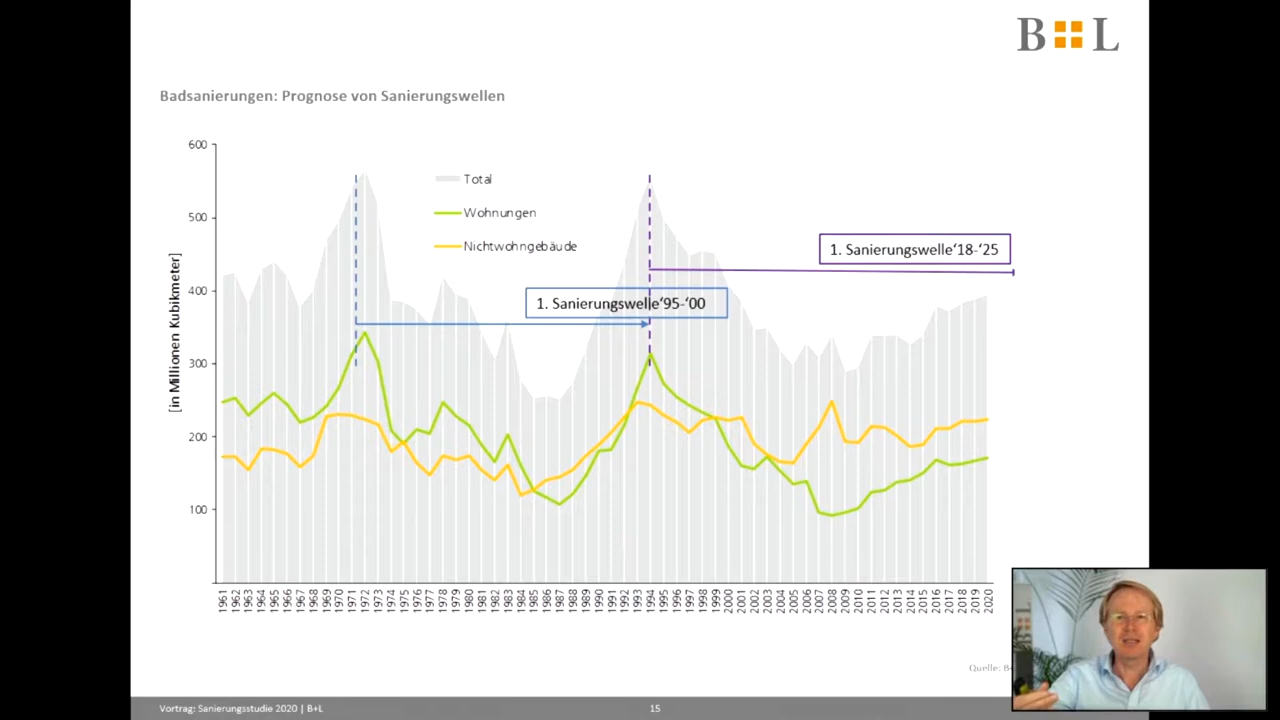 B L
Badsanierungen: Prognose von Sanierungswellen
[in Millionen Kubikmeter]
600
500
400
300
200
100
Total
Wohnungen
Nichtwohngebäude
1. Sanierungswelle‘18-‘25
1. Sanierungswelle‘95-‘00
1961 1962 1963 1964 1965 1966 1967 1968 1969 1970 1971 1972 1973 1974 1975 1976 1977 1978 1979 1980 1981 1982 1983 1984 1985 1986 1987 1988 1989 1990 1991 1992 1993 1994 1995 1996 1997 1998 1999 2000 2001 2002 2003 2004 2005 2006 2007 2008 2009 2010 2011 2012 2013 2014 2015 2016 2017 2018 2019 2020
Quelle:
Vortrag: Sanierungsstudie 2020 | B+L
15